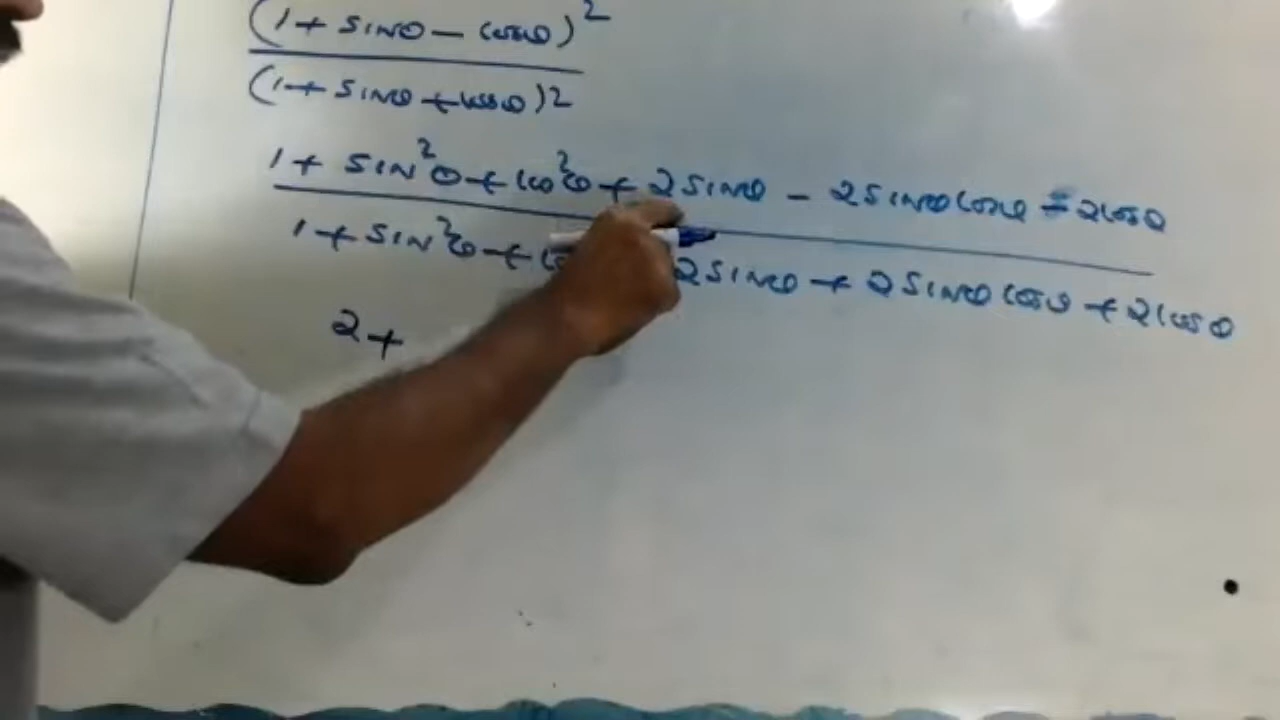 (1 + sinθ - cosθ)²
(1 + sinθ + cosθ)2
1 + sin²θ + cos²θ + 2sinθ - 2sinθcosθ - 2cosθ
1 + sin²θ + 2sinθ + 2sinθcosθ + 2cosθ
2 +